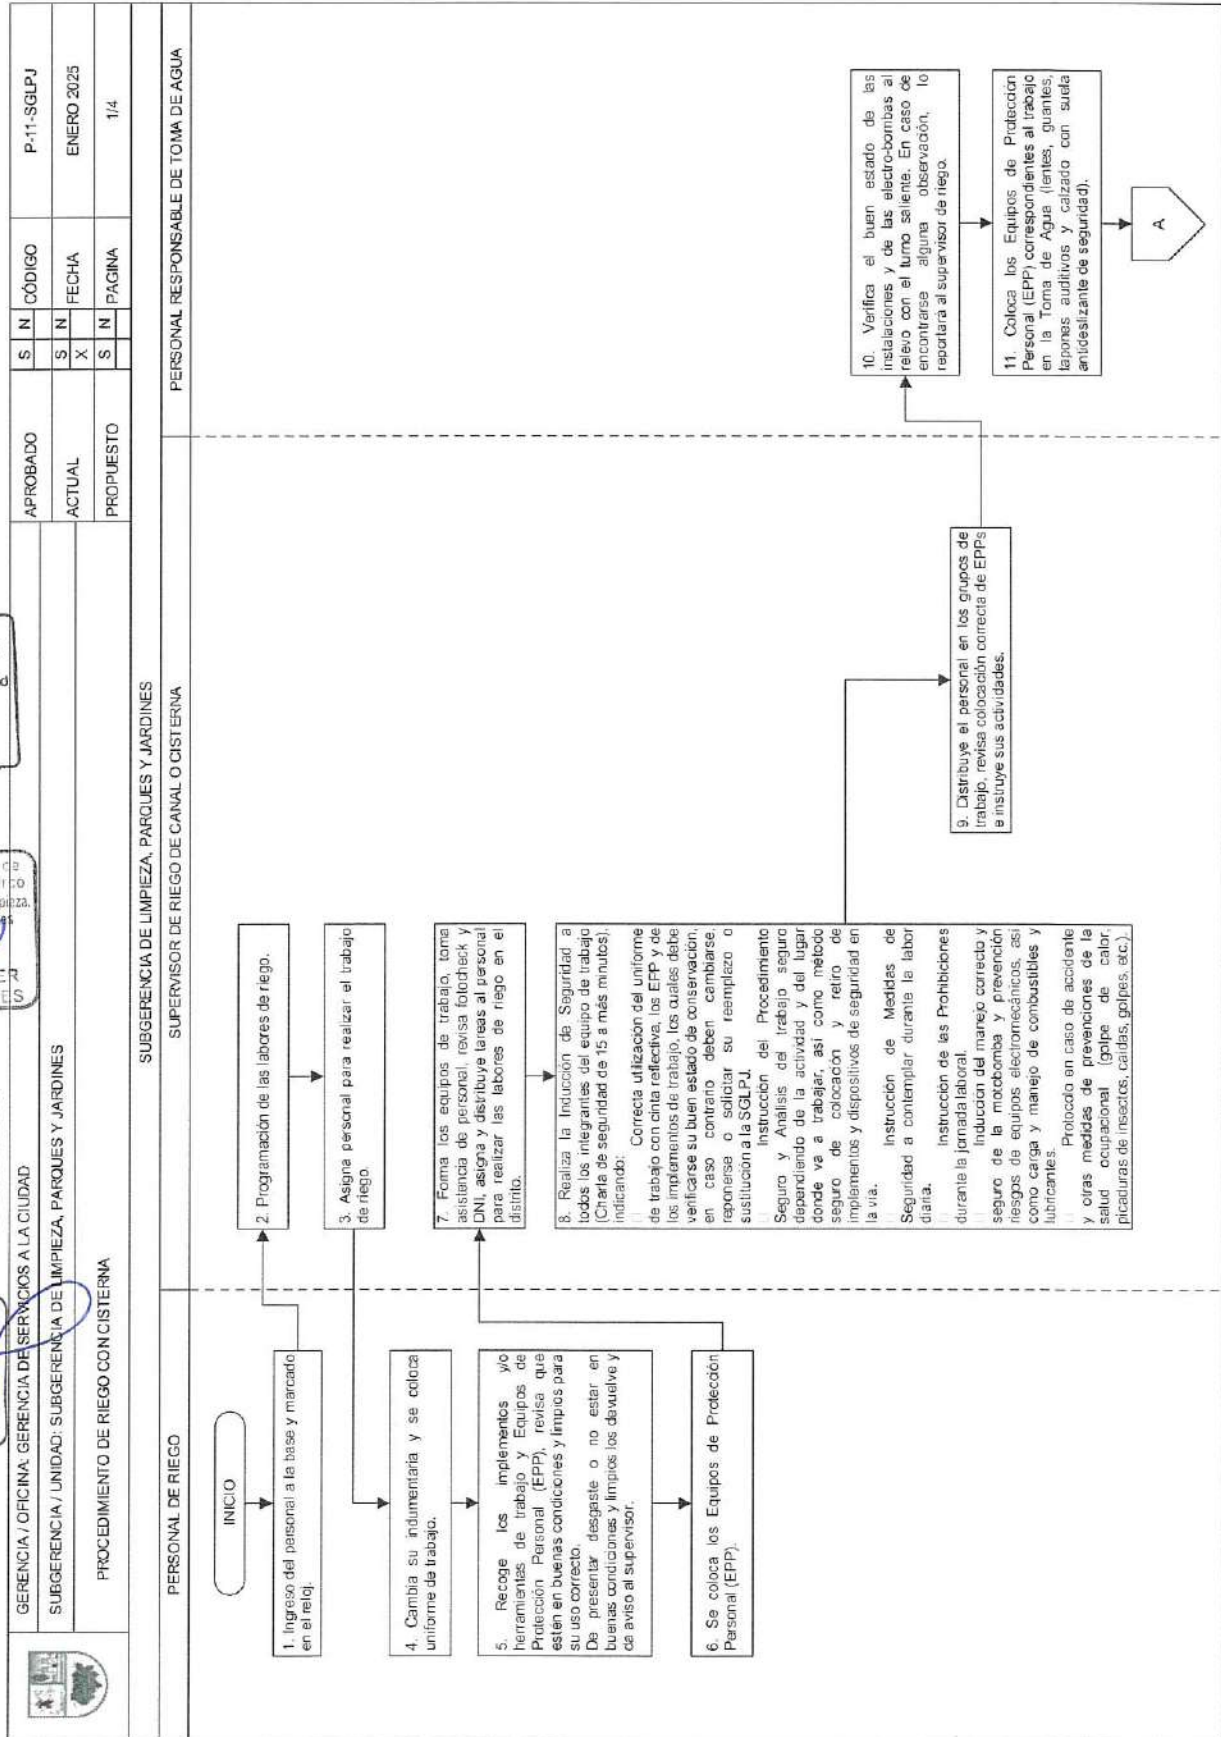 GERENCIA / OFICINA: GERENCIA DE SERVICIOS A LA CIUDAD
SUBGERENCIA / UNIDAD: SUBGERENCIA DE LIMPIEZA, PARQUES Y JARDINES
PROCEDIMIENTO DE RIEGO CON CISTERNA
APROBADO S N CÓDIGO P-11-SGLPJ
ACTUAL S N FECHA ENERO 2025
X
PROPUESTO S N PAGINA 1/4
SUBGERENCIA DE LIMPIEZA, PARQUES Y JARDINES
PERSONAL DE RIEGO
SUPERVISOR DE RIEGO DE CANAL O CISTERNA
PERSONAL RESPONSABLE DE TOMA DE AGUA
INICIO
1. Ingreso del personal a la base y marcado
en el reloj.
2. Programación de las labores de riego.
3. Asigna personal para realizar el trabajo
de riego.
4. Cambia su indumentaria y se coloca
uniforme de trabajo.
5. Recoge los implementos y/o
herramientas de trabajo y Equipos de
Protección Personal (EPP), revisa que
estén en buenas condiciones y limpios para
su uso correcto.
De presentar desgaste o no estar en
buenas condiciones y limpios los devuelve y
da aviso al supervisor.
6. Se coloca los Equipos de Protección
Personal (EPP).
7. Forma los equipos de trabajo, toma
asistencia de personal, revisa fotocheck y
DNI, asigna y distribuye tareas al personal
para realizar las labores de riego en el
distrito.
8. Realiza la Inducción de Seguridad a
todos los integrantes del equipo de trabajo
(Charla de seguridad de 15 a más minutos),
indicando:
Correcta utilización del uniforme
de trabajo con cinta reflectiva, los EPP y de
los implementos de trabajo, los cuales debe
verificarse su buen estado de conservación,
en caso contrario deben cambiarse,
reponerse o solicitar su reemplazo o
sustitución a la SGLPJ.
Instrucción del Procedimiento
Seguro y Análisis del trabajo seguro
dependiendo de la actividad y del lugar
donde va a trabajar, así como método
seguro de colocación y retiro de
implementos y dispositivos de seguridad en
la vía.
Instrucción de Medidas de
Seguridad a contemplar durante la labor
diaria.
Instrucción de las Prohibiciones
durante la jornada laboral.
Inducción del manejo correcto y
seguro de la motobomba y prevención
riesgos de equipos electromecánicos, así
como carga y manejo de combustibles y
lubricantes.
Protocolo en caso de accidente
y otras medidas de prevenciones de la
salud ocupacional (golpe de calor,
picaduras de insectos, caídas, golpes, etc.).
9. Distribuye el personal en los grupos de
trabajo, revisa colocación correcta de EPPs
e instruye sus actividades.
10. Verifica el buen estado de las
instalaciones y de las electro-bombas al
relevo con el turno saliente. En caso de
encontrarse alguna observación, lo
reportará al supervisor de riego.
11. Coloca los Equipos de Protección
Personal (EPP) correspondientes al trabajo
en la Toma de Agua (lentes, guantes,
tapones auditivos y calzado con suela
antideslizante de seguridad).
A